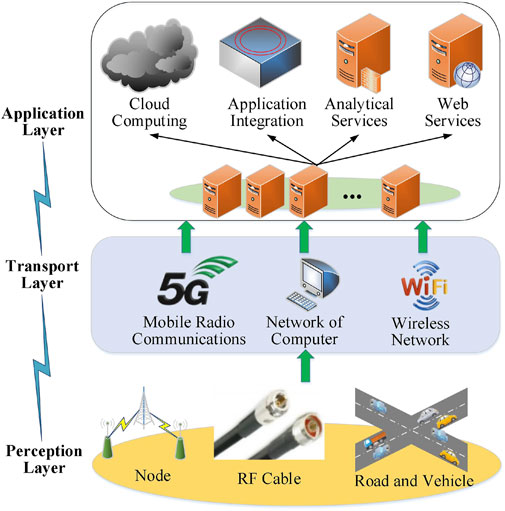 Cloud
Computing
Application
Integration
Analytical
Services
Web
Services
Application
Layer
...
Transport
Layer
5G
WiFi
Mobile Radio
Communications
Network of
Computer
Wireless
Network
Perception
Layer
Node
RF Cable
Road and Vehicle